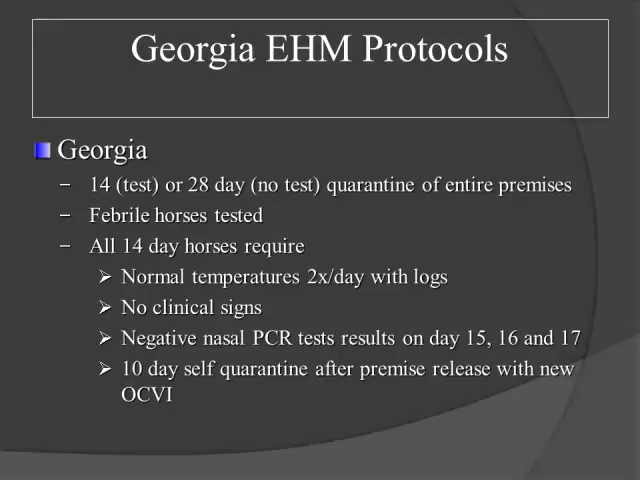 Georgia EHM Protocols
Georgia
– 14 (test) or 28 day (no test) quarantine of entire premises
– Febrile horses tested
– All 14 day horses require
➢ Normal temperatures 2x/day with logs
➢ No clinical signs
➢ Negative nasal PCR tests results on day 15, 16 and 17
➢ 10 day self quarantine after premise release with new
OCVI